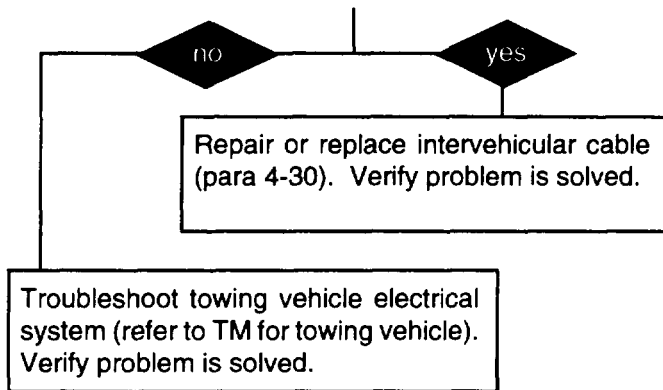 no
yes
Repair or replace intervehicular cable
(para 4-30). Verify problem is solved.
Troubleshoot towing vehicle electrical
system (refer to TM for towing vehicle).
Verify problem is solved.